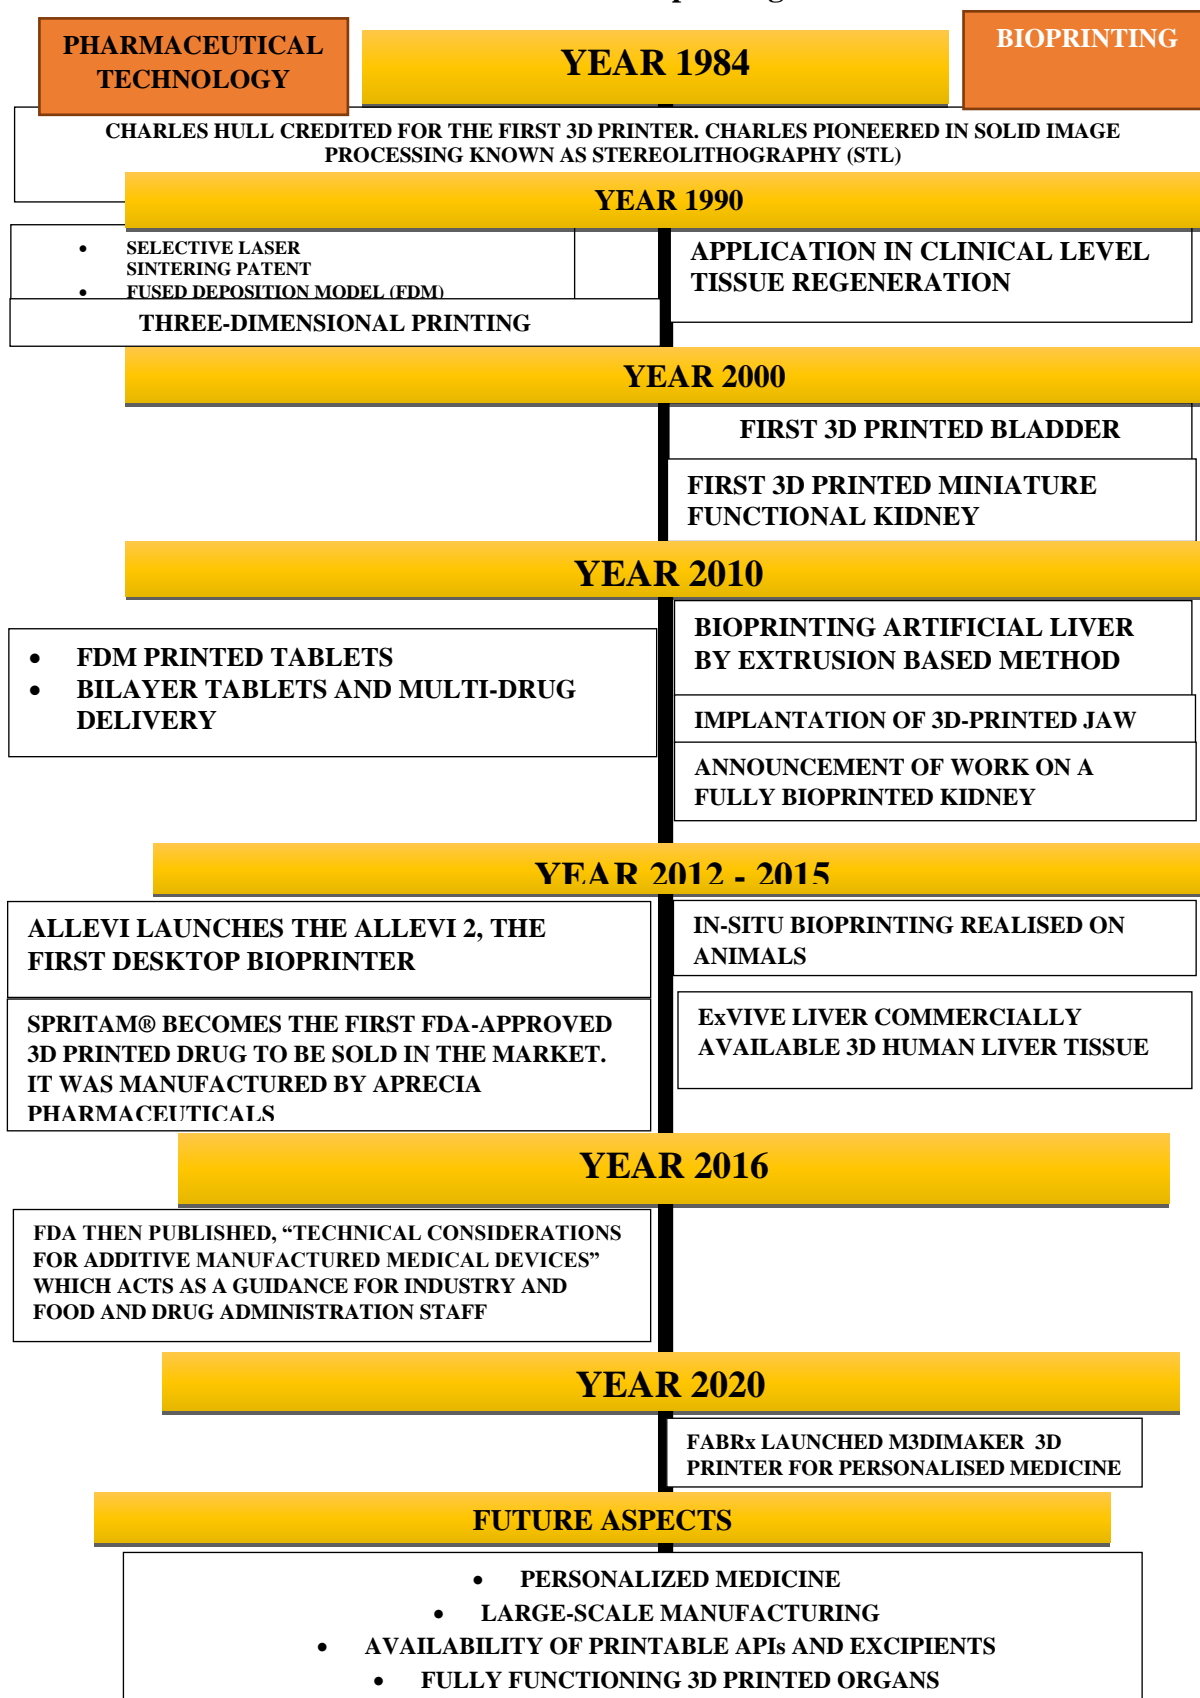 PHARMACEUTICAL
TECHNOLOGY
YEAR 1984
BIOPRINTING
CHARLES HULL CREDITED FOR THE FIRST 3D PRINTER. CHARLES PIONEERED IN SOLID IMAGE
PROCESSING KNOWN AS STEREOLITHOGRAPHY (STL)
YEAR 1990
• SELECTIVE LASER
SINTERING PATENT
• FUSED DEPOSITION MODEL (FDM)
THREE-DIMENSIONAL PRINTING
APPLICATION IN CLINICAL LEVEL
TISSUE REGENERATION
YEAR 2000
FIRST 3D PRINTED BLADDER
FIRST 3D PRINTED MINIATURE
FUNCTIONAL KIDNEY
YEAR 2010
• FDM PRINTED TABLETS
• BILAYER TABLETS AND MULTI-DRUG
DELIVERY
BIOPRINTING ARTIFICIAL LIVER
BY EXTRUSION BASED METHOD
IMPLANTATION OF 3D-PRINTED JAW
ANNOUNCEMENT OF WORK ON A
FULLY BIOPRINTED KIDNEY
YEAR 2012 - 2015
ALLEVI LAUNCHES THE ALLEVI 2, THE
FIRST DESKTOP BIOPRINTER
SPRITAM® BECOMES THE FIRST FDA-APPROVED
3D PRINTED DRUG TO BE SOLD IN THE MARKET.
IT WAS MANUFACTURED BY APRECIA
PHARMACEUTICALS
IN-SITU BIOPRINTING REALISED ON
ANIMALS
ExVIVE LIVER COMMERCIALLY
AVAILABLE 3D HUMAN LIVER TISSUE
YEAR 2016
FDA THEN PUBLISHED, “TECHNICAL CONSIDERATIONS
FOR ADDITIVE MANUFACTURED MEDICAL DEVICES”
WHICH ACTS AS A GUIDANCE FOR INDUSTRY AND
FOOD AND DRUG ADMINISTRATION STAFF
YEAR 2020
FABRx LAUNCHED M3DIMAKER 3D
PRINTER FOR PERSONALISED MEDICINE
FUTURE ASPECTS
• PERSONALIZED MEDICINE
• LARGE-SCALE MANUFACTURING
• AVAILABILITY OF PRINTABLE APIs AND EXCIPIENTS
• FULLY FUNCTIONING 3D PRINTED ORGANS